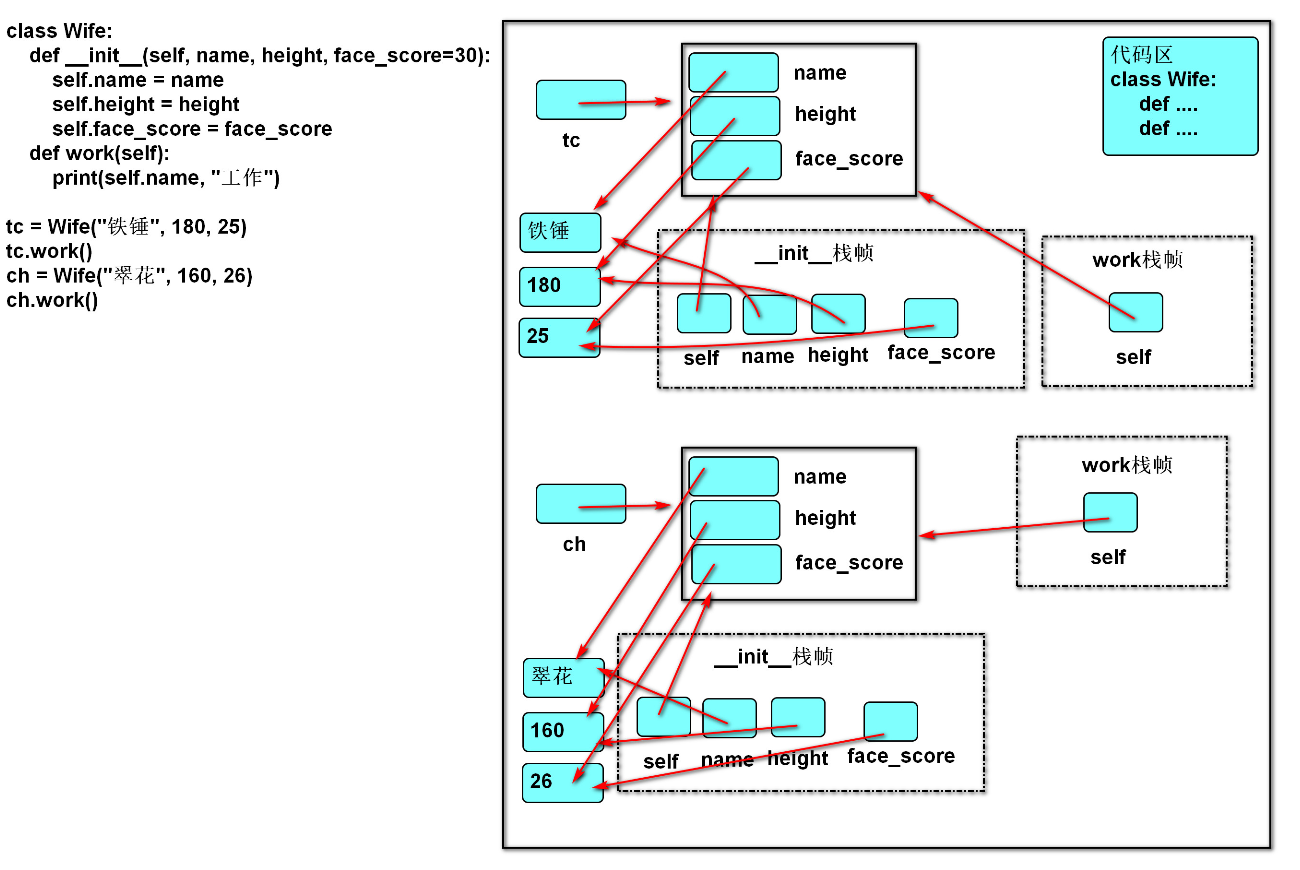 class Wife:
    def __init__(self, name, height, face_score=30):
        self.name = name
        self.height = height
        self.face_score = face_score
    def work(self):
        print(self.name, "工作")
tc = Wife("铁锤", 180, 25)
tc.work()
ch = Wife("翠花", 160, 26)
ch.work()
代码区
class Wife:
    def ....
    def ....
tc
name
height
face_score
铁锤
180
25
__init__栈帧
self name height face_score
work栈帧
self
ch
name
height
face_score
翠花
160
26
__init__栈帧
self name height face_score
work栈帧
self